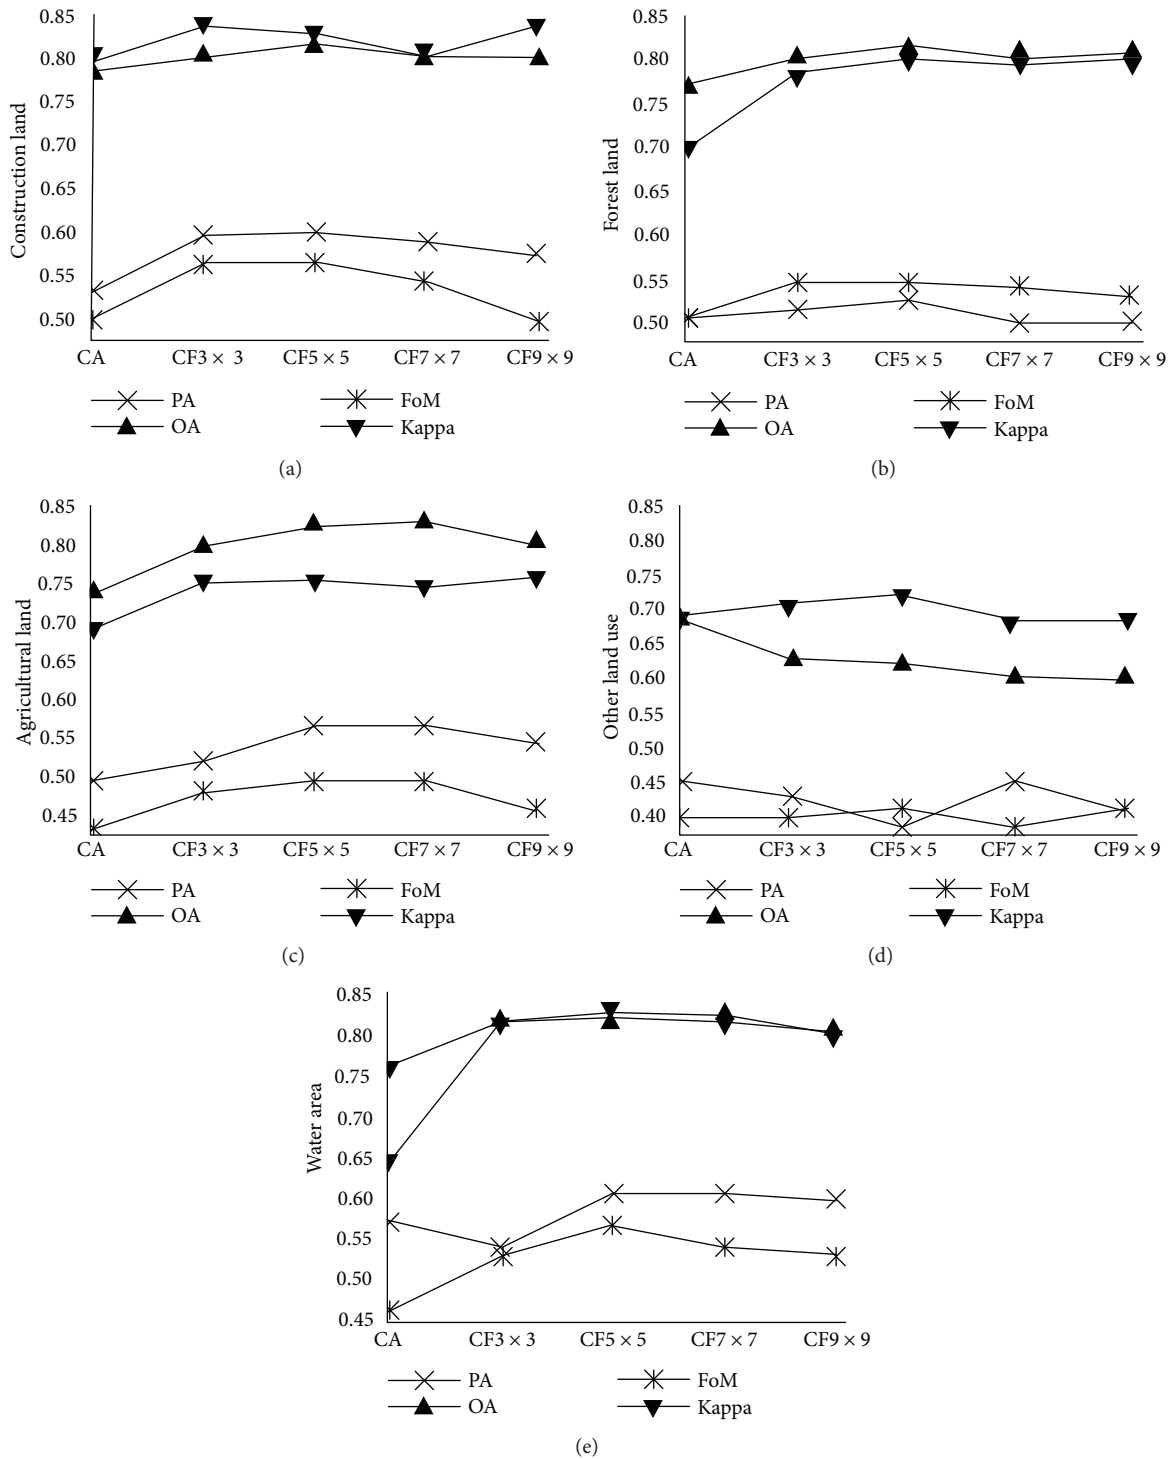 Construction land
0.85
0.80
0.75
0.70
0.65
0.60
0.55
0.50
CA CF3 × 3 CF5 × 5 CF7 × 7 CF9 × 9
PA FoM
OA Kappa
(a)
Forest land
0.85
0.80
0.75
0.70
0.65
0.60
0.55
0.50
CA CF3 × 3 CF5 × 5 CF7 × 7 CF9 × 9
PA FoM
OA Kappa
(b)
Agricultural land
0.85
0.80
0.75
0.70
0.65
0.60
0.55
0.50
0.45
CA CF3 × 3 CF5 × 5 CF7 × 7 CF9 × 9
PA FoM
OA Kappa
(c)
Other land use
0.85
0.80
0.75
0.70
0.65
0.60
0.55
0.50
0.45
0.40
CA CF3 × 3 CF5 × 5 CF7 × 7 CF9 × 9
PA FoM
OA Kappa
(d)
Water area
0.85
0.80
0.75
0.70
0.65
0.60
0.55
0.50
0.45
CA CF3 × 3 CF5 × 5 CF7 × 7 CF9 × 9
PA FoM
OA Kappa
(e)